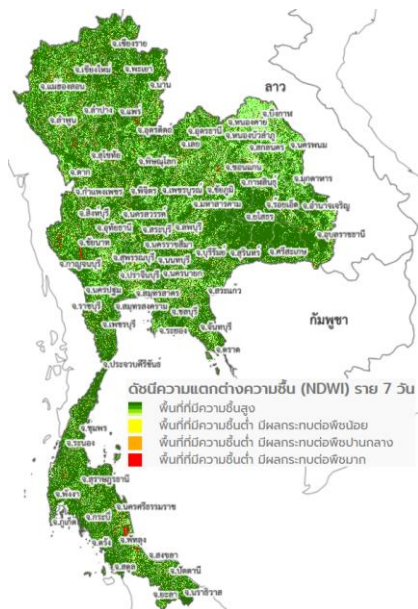 จ.เชียงราย
จ.เชียงใหม่
จ.พะเยา
จ.แม่ฮ่องสอน
จ.น่าน
จ.ลำปาง
จ.แพร่
จ.ลำพูน
จ.อุตรดิตถ์
ลาว
จ.บึงกาฬ
จ.หนองคาย
จ.อุดรธานี
จ.หนองบัวลำภู
จ.เลย
จ.สกลนคร
จ.นครพนม
จ.สุโขทัย
จ.พิษณุโลก
จ.ตาก
จ.ขอนแก่น
จ.กาฬสินธุ์
จ.มุกดาหาร
จ.กำแพงเพชร
จ.พิจิตร
จ.เพชรบูรณ์
จ.ชัยภูมิ
จ.มหาสารคาม
จ.ร้อยเอ็ด
จ.อำนาจเจริญ
จ.ยโสธร
จ.สิงห์บุรี
จ.นครสวรรค์
จ.อุทัยธานี
จ.สระบุรี
จ.ลพบุรี
จ.อุบลราชธานี
จ.ชัยนาท
จ.นครราชสีมา
จ.บุรีรัมย์
จ.สุรินทร์
จ.ศรีสะเกษ
จ.สุพรรณบุรี
จ.นนทบุรี
จ.กาญจนบุรี
จ.ปราจีนบุรี
จ.นครนายก
จ.นครปฐม
จ.สมุทรสาคร
จ.สระแก้ว
จ.ราชบุรี
จ.สมุทรสงคราม
จ.ชลบุรี
จ.เพชรบุรี
จ.ระยอง
จ.จันทบุรี
จ.ตราด
กัมพูชา
จ.ประจวบคีรีขันธ์
ดัชนีความแตกต่างความชื้น (NDWI) ราย 7 วัน
พื้นที่ที่มีความชื้นสูง
พื้นที่ที่มีความชื้นต่ำ มีผลกระทบต่อพืชน้อย
พื้นที่ที่มีความชื้นต่ำ มีผลกระทบต่อพืชปานกลาง
พื้นที่ที่มีความชื้นต่ำ มีผลกระทบต่อพืชมาก
จ.ชุมพร
จ.ระนอง
จ.สุราษฎร์ธานี
จ.พังงา
จ.นครศรีธรรมราช
จ.กระบี่
จ.ภูเก็ต
จ.ตรัง
จ.พัทลุง
จ.สงขลา
จ.สตูล
จ.ปัตตานี
จ.ยะลา
จ.นราธิวาส